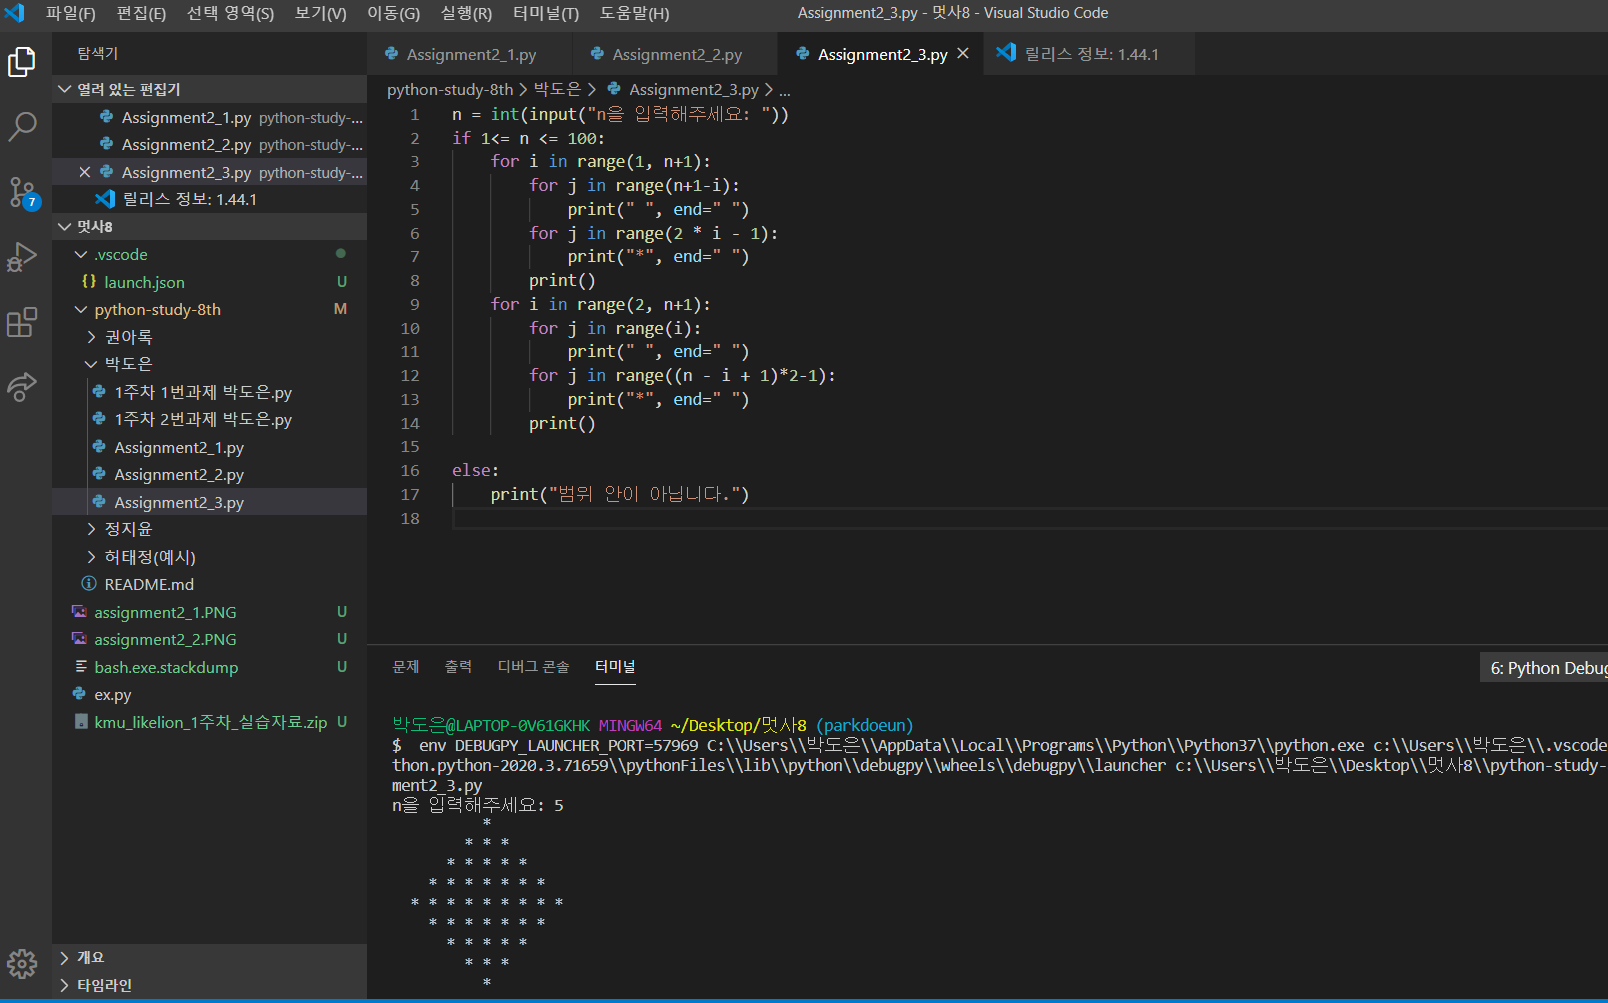 파일(F) 편집(E) 선택 영역(S) 보기(V) 이동(G) 실행(R) 터미널(T) 도움말(H) Assignment2_3.py - 멋사8 - Visual Studio Code
탐색기
Assignment2_1.py Assignment2_2.py Assignment2_3.py 릴리스 정보: 1.44.1
열려 있는 편집기
Assignment2_1.py python-study-...
Assignment2_2.py python-study-...
Assignment2_3.py python-study-...
릴리스 정보: 1.44.1
멋사8
.vscode
launch.json U
python-study-8th M
권아록
박도은
1주차 1번과제 박도은.py
1주차 2번과제 박도은.py
Assignment2_1.py
Assignment2_2.py
Assignment2_3.py
정지윤
허태정(예시)
README.md
assignment2_1.PNG U
assignment2_2.PNG U
bash.exe.stackdump U
ex.py
kmu_likelion_1주차_실습자료.zip U
개요
타임라인
7
python-study-8th > 박도은 > Assignment2_3.py > ...
1 n = int(input("n을 입력해주세요: "))
2 if 1<= n <= 100:
3 for i in range(1, n+1):
4 for j in range(n+1-i):
5 print(" ", end=" ")
6 for j in range(2 * i - 1):
7 print("*", end=" ")
8 print()
9 for i in range(2, n+1):
10 for j in range(i):
11 print(" ", end=" ")
12 for j in range((n - i + 1)*2-1):
13 print("*", end=" ")
14 print()
15
16 else:
17 print("범위 안이 아닙니다.")
18
문제 출력 디버그 콘솔 터미널 6: Python Debug
박도은@LAPTOP-0V61GKHK MINGW64 ~/Desktop/멋사8 (parkdoeun)
$ env DEBUGPY_LAUNCHER_PORT=57969 C:\\Users\\박도은\\AppData\\Local\\Programs\\Python\\Python37\\python.exe c:\\Users\\박도은\\.vscode
thon.python-2020.3.71659\\pythonFiles\\lib\\python\\debugpy\\wheels\\debugpy\\launcher c:\\Users\\박도은\\Desktop\\멋사8\\python-study-
ment2_3.py
n을 입력해주세요: 5
*
* * *
* * * * *
* * * * * * *
* * * * * * * * *
* * * * * * *
* * * * *
* * *
*